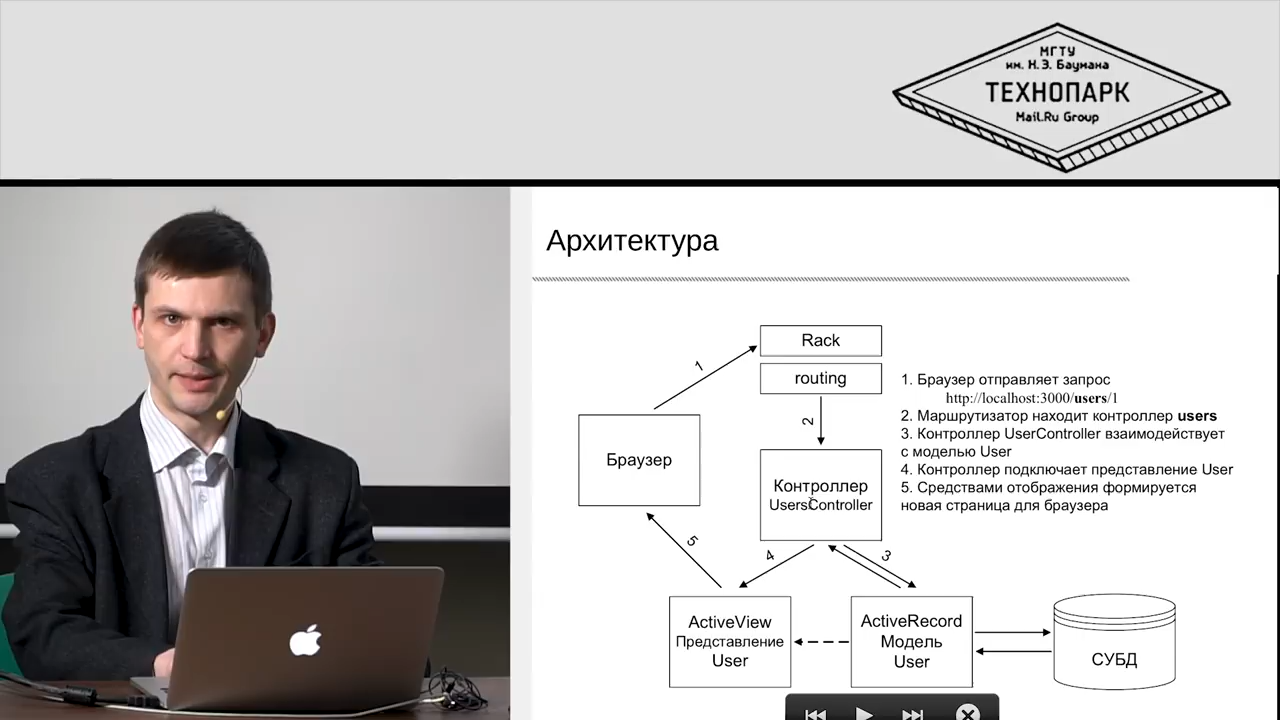 МГТУ
им. Н.Э. Баумана
ТЕХНОПАРК
Mail.Ru Group
Архитектура
Rack
routing
1
2
Браузер
Контроллер
UsersController
1. Браузер отправляет запрос
http://localhost:3000/users/1
2. Маршрутизатор находит контроллер users
3. Контроллер UserController взаимодействует
с моделью User
4. Контроллер подключает представление User
5. Средствами отображения формируется
новая страница для браузера
5
4
3
ActiveView
Представление
User
ActiveRecord
Модель
User
СУБД